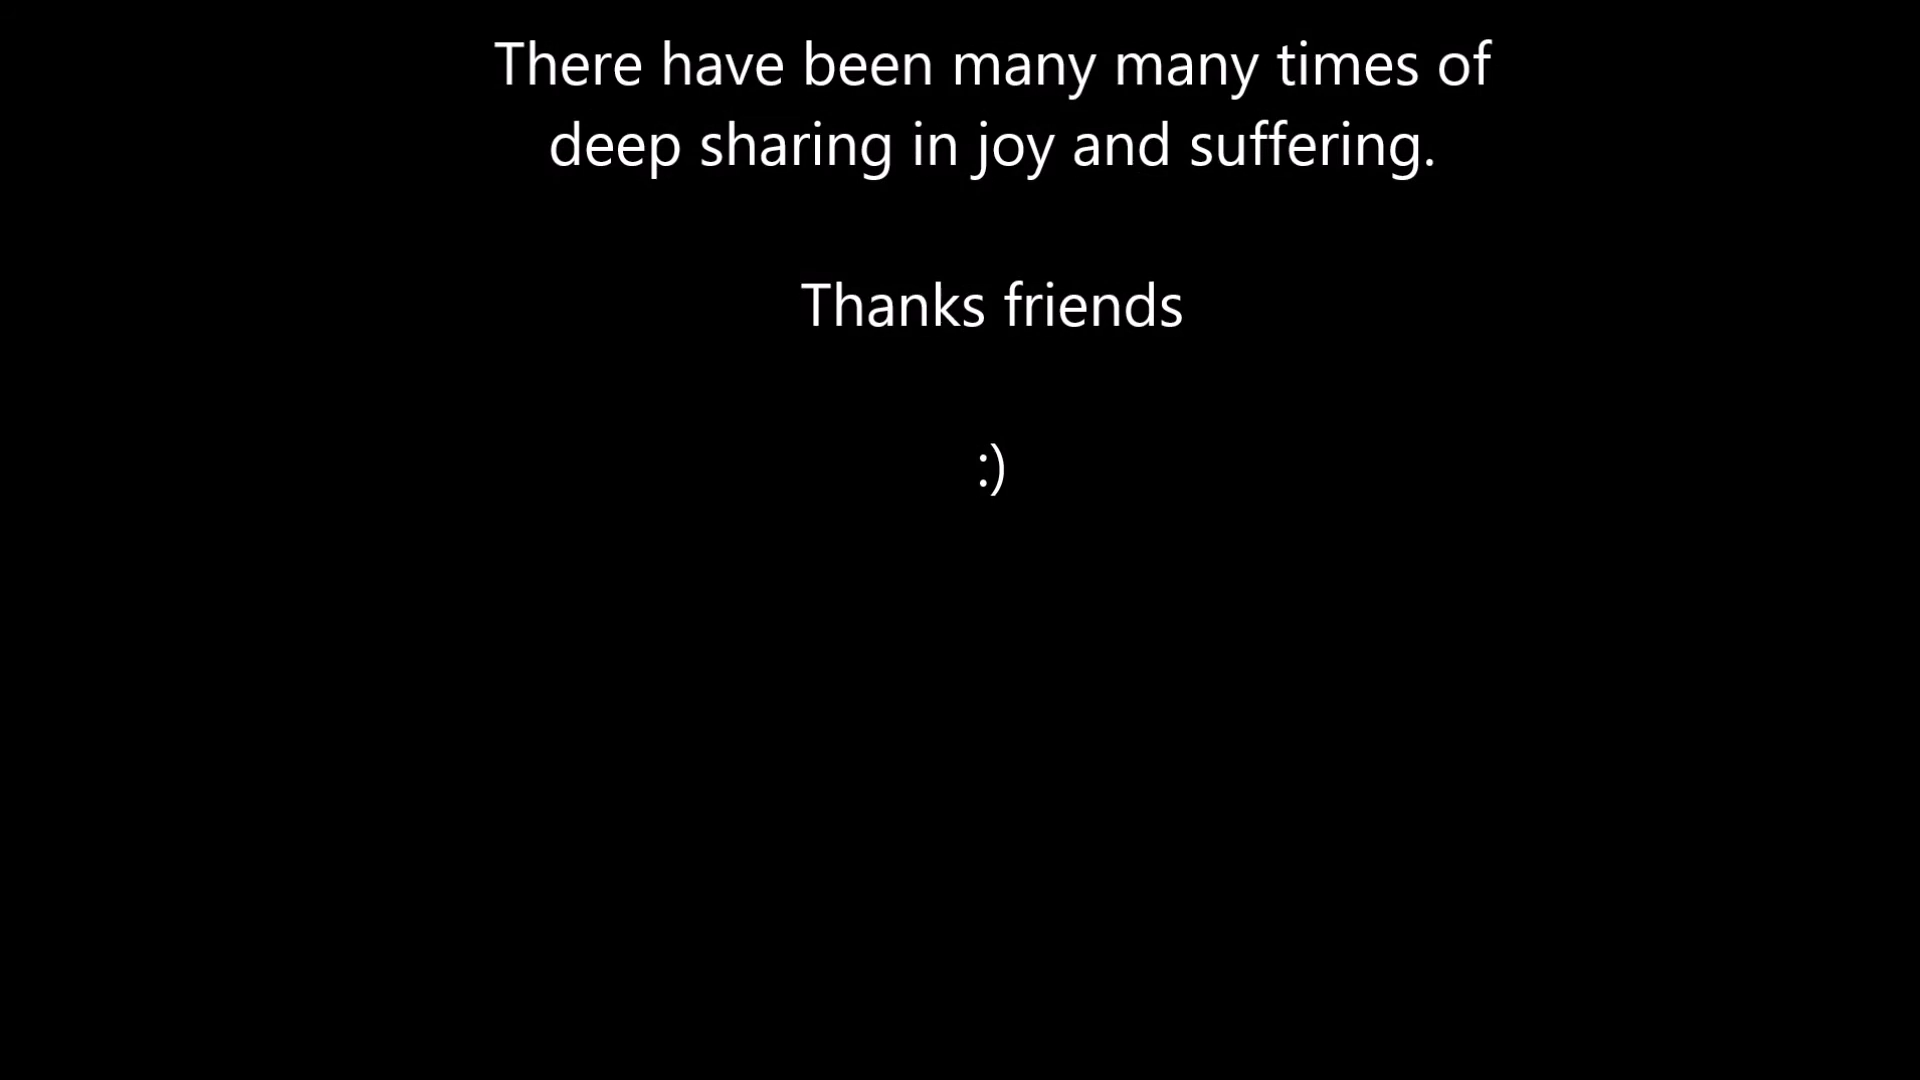 There have been many many times of
deep sharing in joy and suffering.
Thanks friends
:)